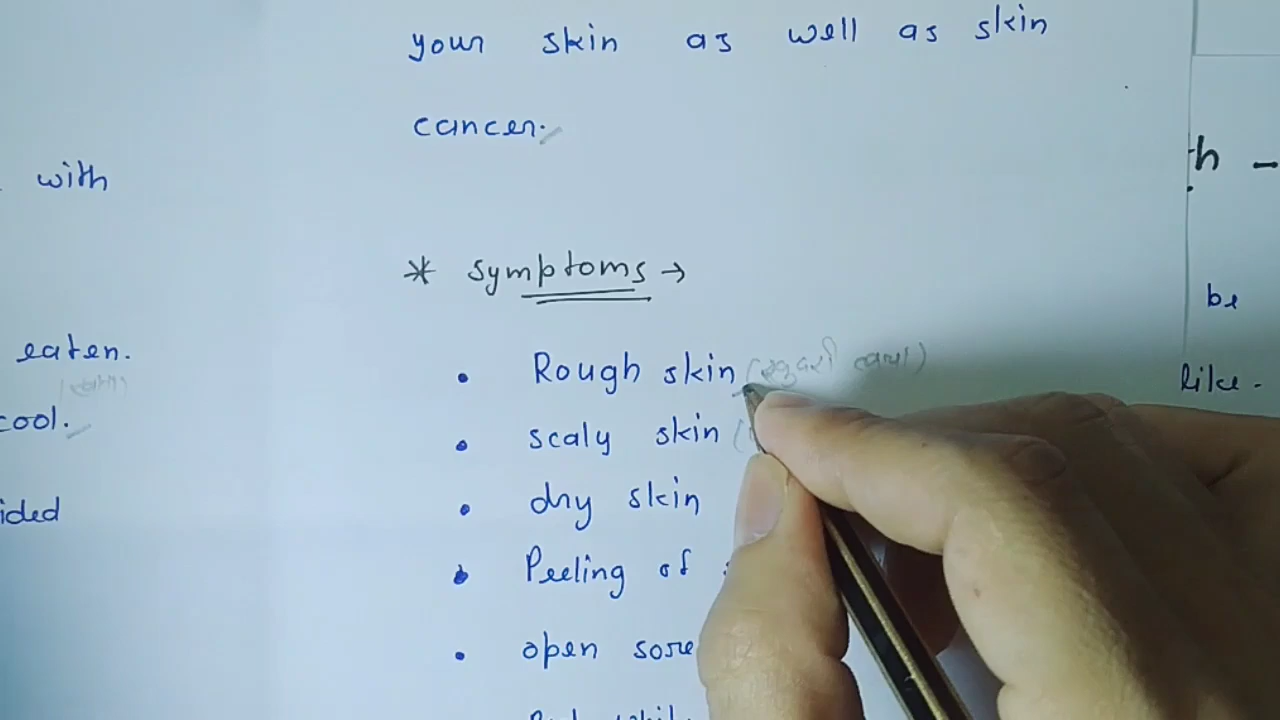 your skin as well as skin
cancer.
* Symptoms →
• Rough skin
• scaly skin
• dry skin
• Peeling of
• open sore
with
eaten.
cool.
h -
be
like.